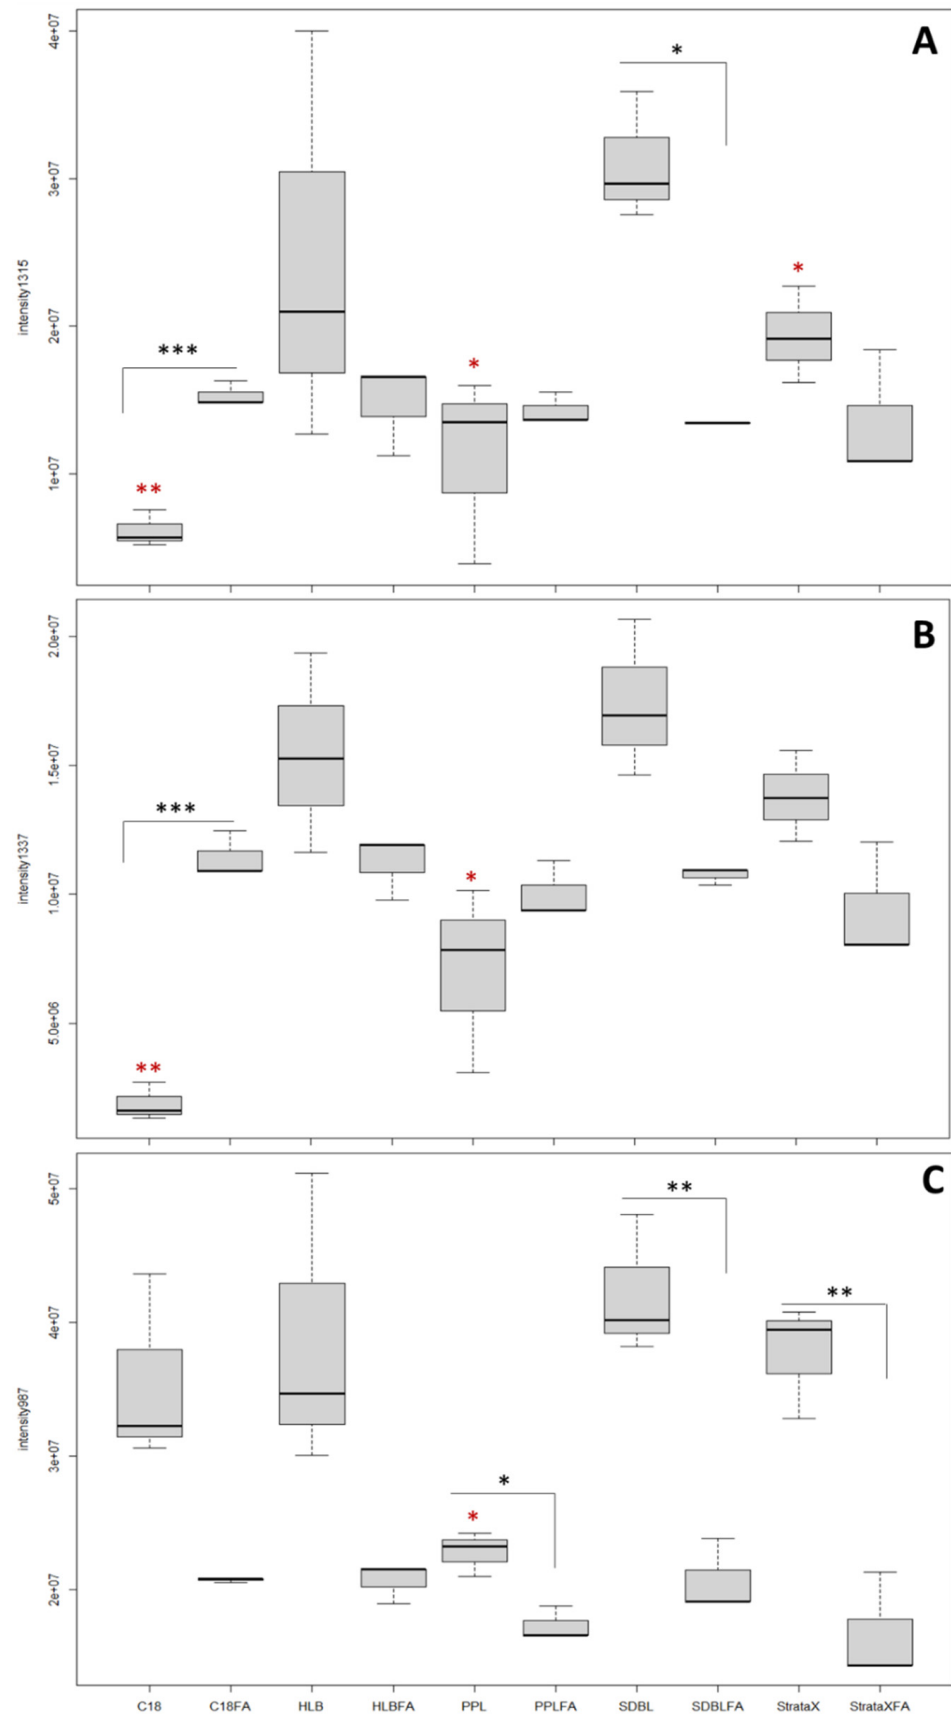 A
*
4e+07
3e+07
*
intensity1315
2e+07
***
*
1e+07
**
B
2.0e+07
1.5e+07
***
intensity1337
*
1.0e+07
5.0e+06
**
C
**
5e+07
**
4e+07
intensity987
3e+07
*
*
2e+07
C18 C18FA HLB HLBFA PPL PPLFA SDBL SDBLFA StrataX StrataXFA